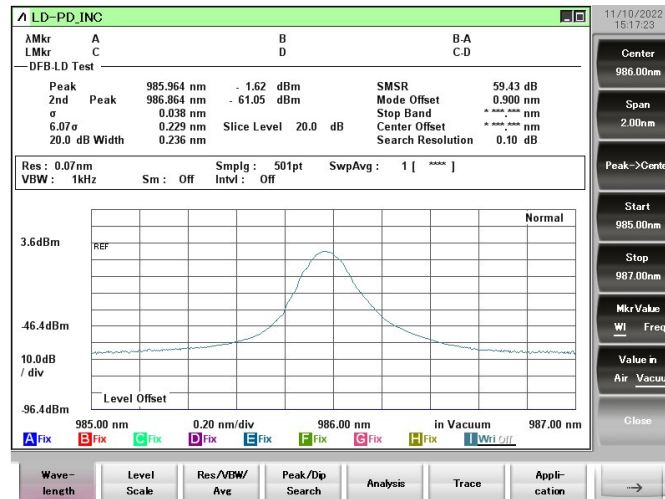 LD-PD_INC
11/10/2022
15:17:23
λMkr A B B-A
LMkr C D C-D
DFB-LD Test
Peak 985.964 nm - 1.62 dBm SMSR 59.43 dB
2nd Peak 986.864 nm - 61.05 dBm Mode Offset 0.900 nm
σ 0.038 nm Stop Band * ***.*** nm
6.07σ 0.229 nm Slice Level 20.0 dB Center Offset * ***.*** nm
20.0 dB Width 0.236 nm Search Resolution 0.10 dB
Res : 0.07nm Smplg : 501pt SwpAvg : 1 [ **** ]
VBW : 1kHz Sm : Off Intvl : Off
Normal
3.6dBm
REF
-46.4dBm
10.0dB
/ div
Level Offset
-96.4dBm
985.00 nm 0.20 nm/div 986.00 nm in Vacuum 987.00 nm
A Fix B Fix C Fix D Fix E Fix F Fix G Fix H Fix I Wri Off
Center
986.00nm
Span
2.00nm
Peak->Cente
Start
985.00nm
Stop
987.00nm
MkrValue
Wl Freq
Value in
Air Vacuu
Close
Wave-
length
Level
Scale
Res/VBW/
Avg
Peak/Dip
Search
Analysis
Trace
Appli-
cation